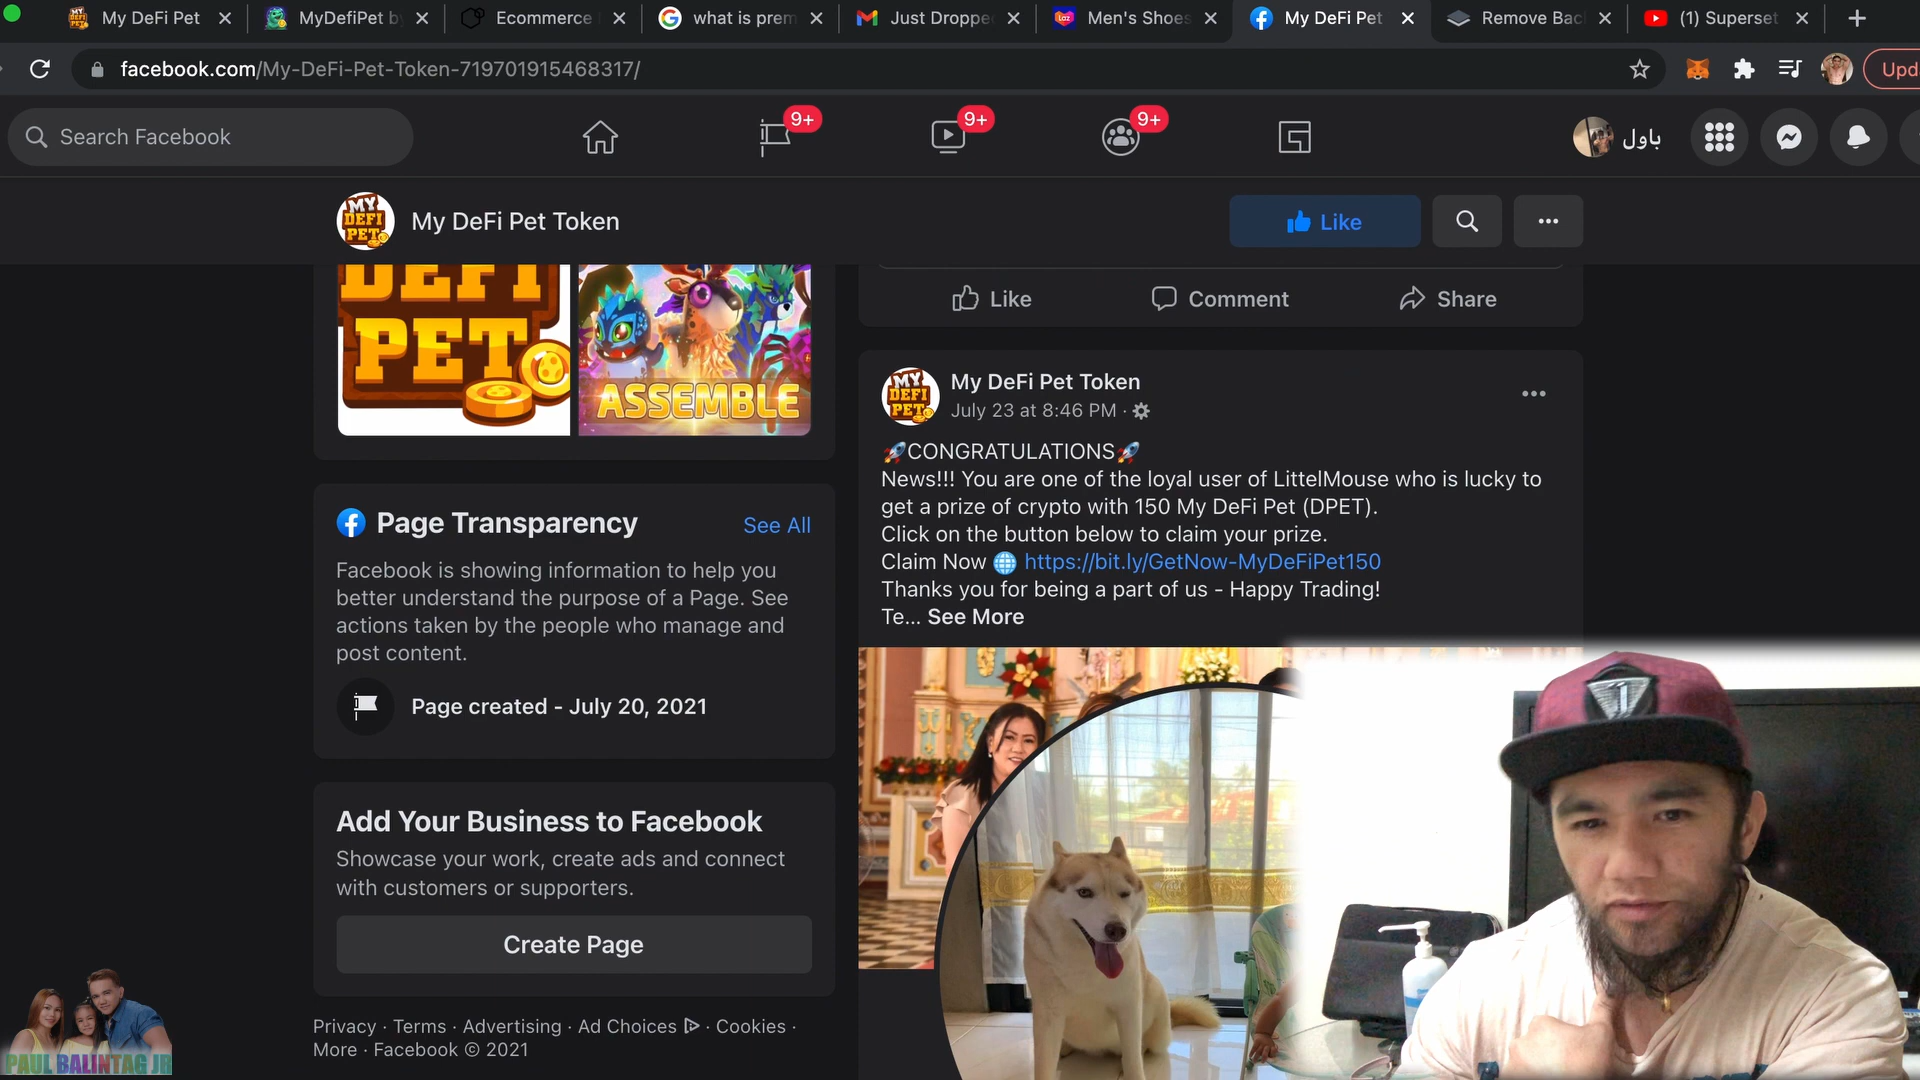 My DeFi Pet
MyDefiPet by
Ecommerce
what is prem
Just Droppe
Men's Shoes
My DeFi Pet
Remove Bac
(1) Superset
facebook.com/My-DeFi-Pet-Token-719701915468317/
Upd
Search Facebook
9+
9+
9+
باول
MY
DEFI
PET
My DeFi Pet Token
Like
DEFI
PET
ASSEMBLE
Like
Comment
Share
Page Transparency
See All
Facebook is showing information to help you
better understand the purpose of a Page. See
actions taken by the people who manage and
post content.
Page created - July 20, 2021
Add Your Business to Facebook
Showcase your work, create ads and connect
with customers or supporters.
Create Page
Privacy · Terms · Advertising · Ad Choices · Cookies ·
More · Facebook © 2021
MY
DEFI
PET
My DeFi Pet Token
July 23 at 8:46 PM ·
🚀CONGRATULATIONS🚀
News!!! You are one of the loyal user of LittelMouse who is lucky to
get a prize of crypto with 150 My DeFi Pet (DPET).
Click on the button below to claim your prize.
Claim Now 🌐 https://bit.ly/GetNow-MyDeFiPet150
Thanks you for being a part of us - Happy Trading!
Te... See More
PAUL BALINTAG JR